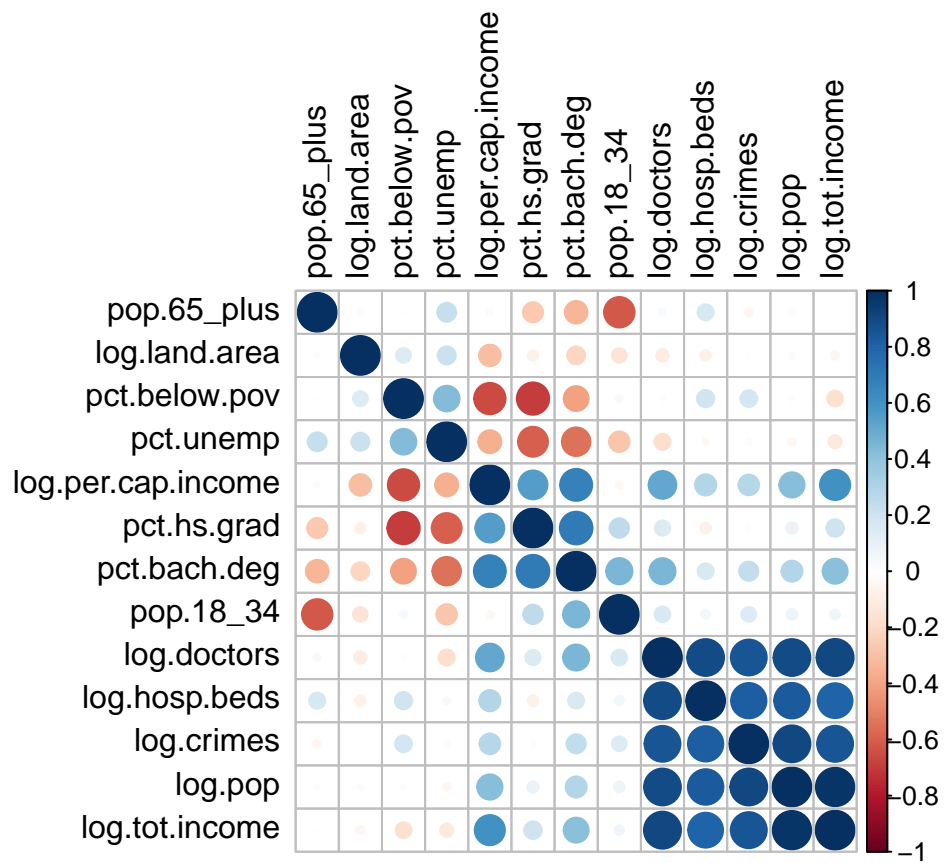 pop.65_plus
log.land.area
pct.below.pov
pct.unemp
log.per.cap.income
pct.hs.grad
pct.bach.deg
pop.18_34
log.doctors
log.hosp.beds
log.crimes
log.pop
log.tot.income
pop.65_plus
log.land.area
pct.below.pov
pct.unemp
log.per.cap.income
pct.hs.grad
pct.bach.deg
pop.18_34
log.doctors
log.hosp.beds
log.crimes
log.pop
log.tot.income
1
0.8
0.6
0.4
0.2
0
−0.2
−0.4
−0.6
−0.8
−1